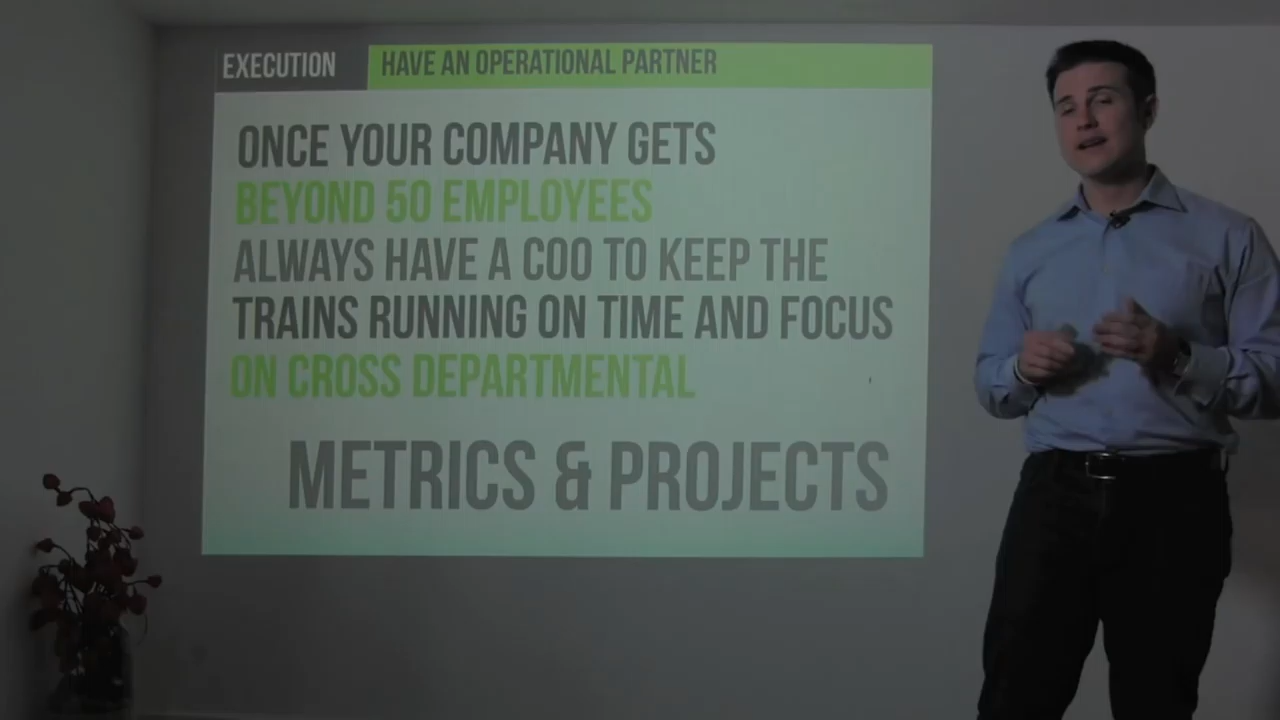 EXECUTION
HAVE AN OPERATIONAL PARTNER
ONCE YOUR COMPANY GETS
BEYOND 50 EMPLOYEES
ALWAYS HAVE A COO TO KEEP THE
TRAINS RUNNING ON TIME AND FOCUS
ON CROSS DEPARTMENTAL
METRICS & PROJECTS